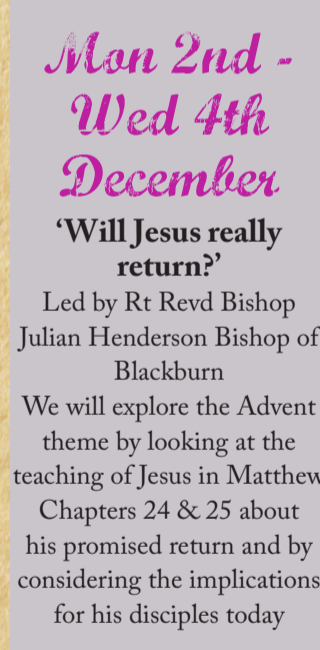 Mon 2nd -
Wed 4th
December
‘Will Jesus really
return?’
Led by Rt Revd Bishop
Julian Henderson Bishop of
Blackburn
We will explore the Advent
theme by looking at the
teaching of Jesus in Matthew
Chapters 24 & 25 about
his promised return and by
considering the implications
for his disciples today